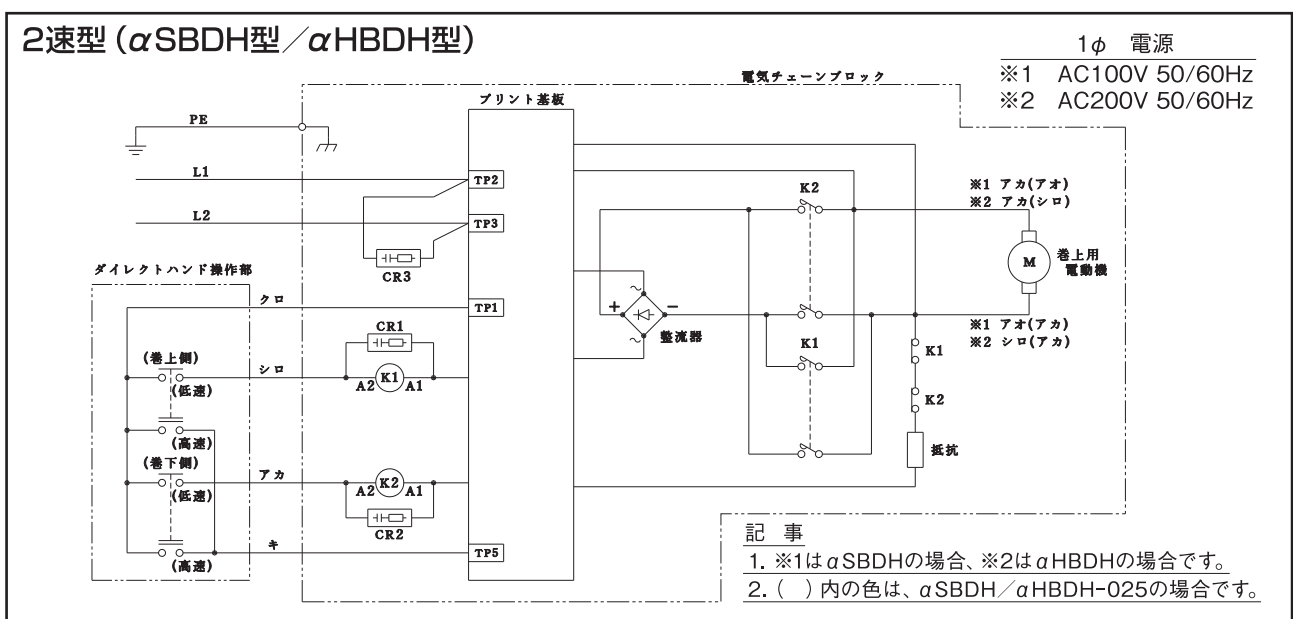 2速型（αSBDH型／αHBDH型）
1φ 電源
※1 AC100V 50/60Hz
※2 AC200V 50/60Hz
電気チェーンブロック
プリント基板
PE
L1
TP2
L2
TP3
CR3
ダイレクトハンド操作部
クロ
TP1
CR1
(巻上側)
シロ
A2
K1
A1
(低速)
(高速)
(巻下側)
アカ
A2
K2
A1
(低速)
CR2
キ
TP5
(高速)
K2
※1 アカ(アオ)
※2 アカ(シロ)
M
巻上用
電動機
+
−
整流器
※1 アオ(アカ)
※2 シロ(アカ)
K1
K1
K2
抵抗
記 事
1. ※1はαSBDHの場合、※2はαHBDHの場合です。
2. （ ）内の色は、αSBDH／αHBDH-025の場合です。